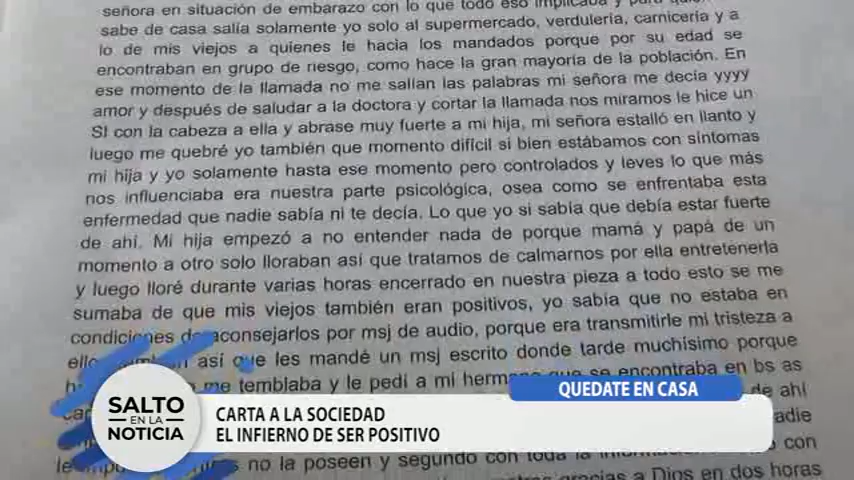 señora en situación de embarazo con lo que todo eso implicaba y para
sabe de casa salía solamente yo solo al supermercado, verdulería, carnicería y a
lo de mis viejos a quienes le hacia los mandados porque por su edad se
encontraban en grupo de riesgo, como hace la gran mayoría de la población. En
ese momento de la llamada no me salían las palabras mi señora me decía yyyy
amor y después de saludar a la doctora y cortar la llamada nos miramos le hice un
SI con la cabeza a ella y abrase muy fuerte a mi hija, mi señora estalló en llanto y
luego me quebré yo también que momento difícil si bien estábamos con síntomas
mi hija y yo solamente hasta ese momento pero controlados y leves lo que más
nos influenciaba era nuestra parte psicológica, osea como se enfrentaba esta
enfermedad que nadie sabía ni te decía. Lo que yo si sabía que debía estar fuerte
de ahí. Mi hija empezó a no entender nada de porque mamá y papá de un
momento a otro solo lloraban así que tratamos de calmarnos por ella entretenerla
y luego lloré durante varias horas encerrado en nuestra pieza a todo esto se me
sumaba de que mis viejos también eran positivos, yo sabía que no estaba en
condiciones de aconsejarlos por msj de audio, porque era transmitirle mi tristeza a
así que les mandé un msj escrito donde tarde muchísimo porque
me temblaba y le pedí a mi hermano que se encontraba en bs as
de ahí
no la poseen y segundo con toda la
con
gracias a Dios en dos horas
QUEDATE EN CASA
SALTO
EN LA
NOTICIA
CARTA A LA SOCIEDAD
EL INFIERNO DE SER POSITIVO